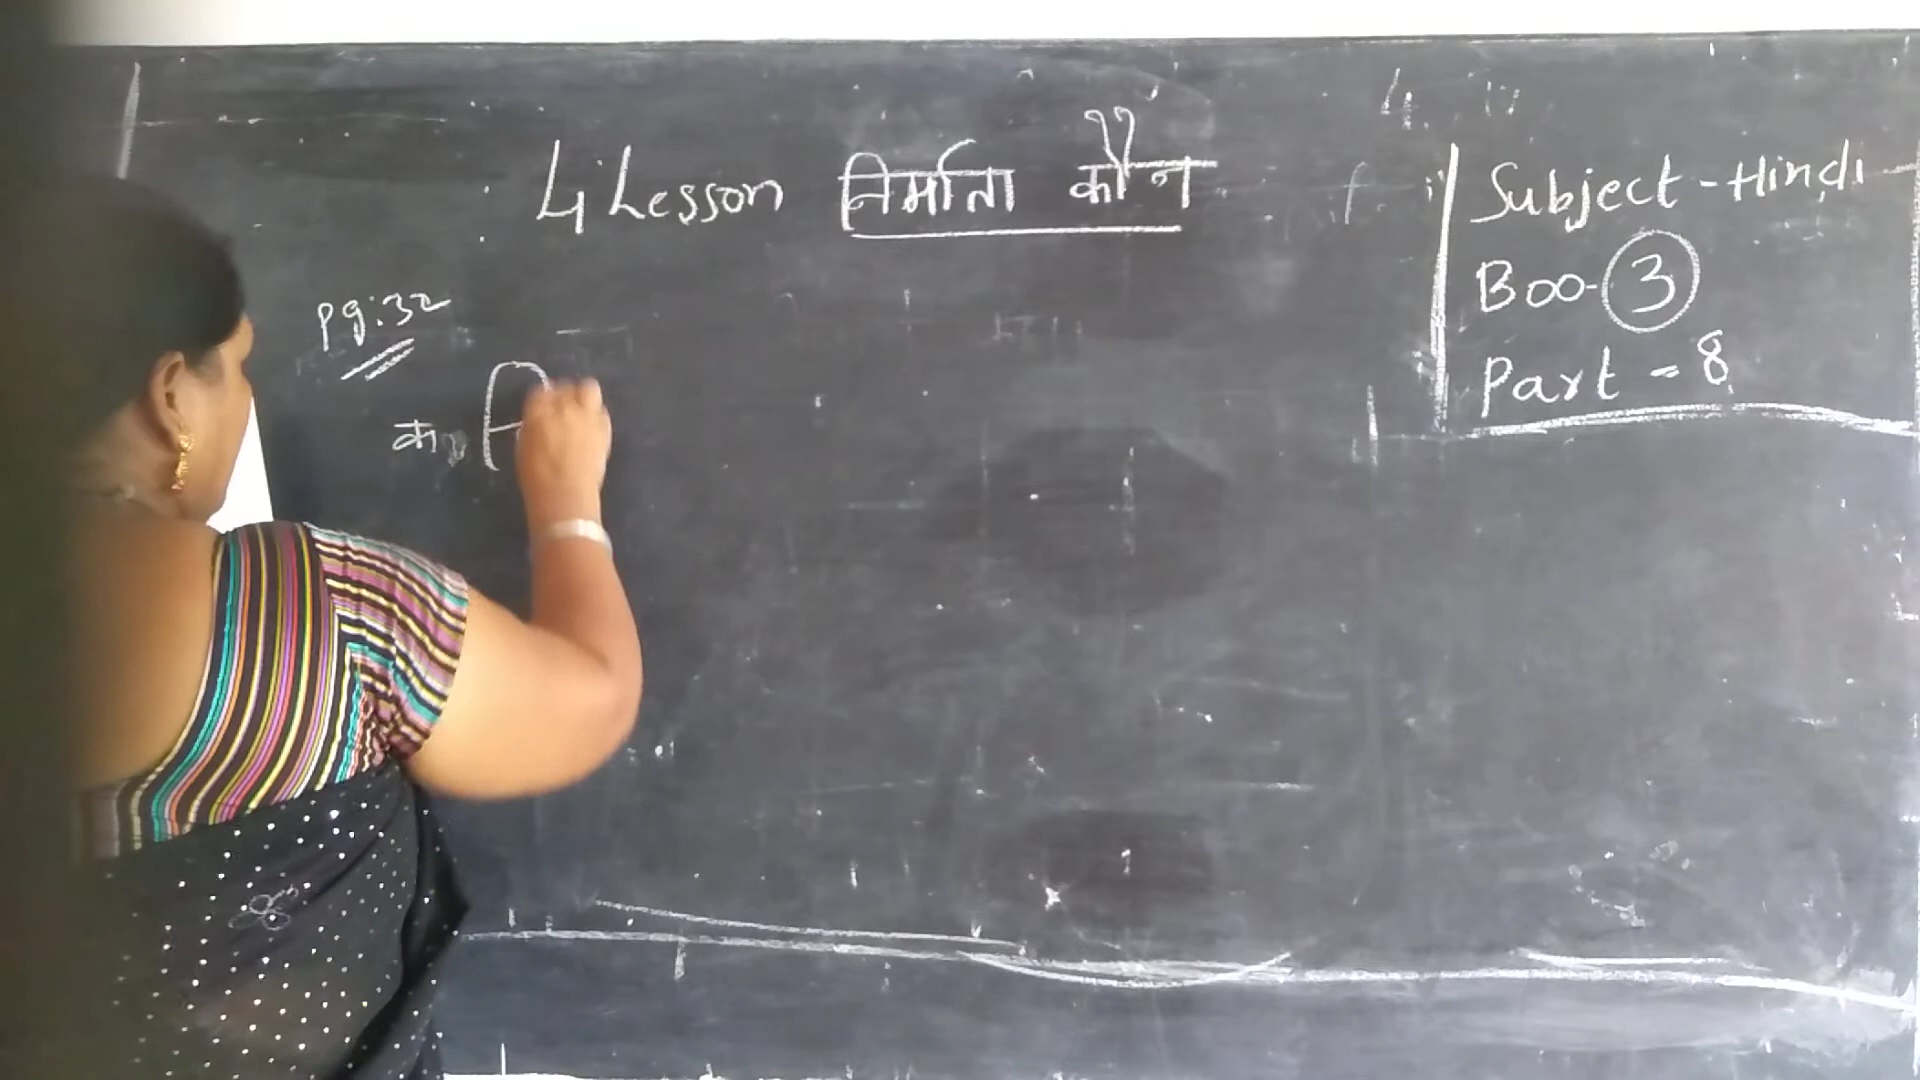 4 Lesson निर्माता कौन
Subject - Hindi
Boo- 3
Part = 8
Pg: 32
क)